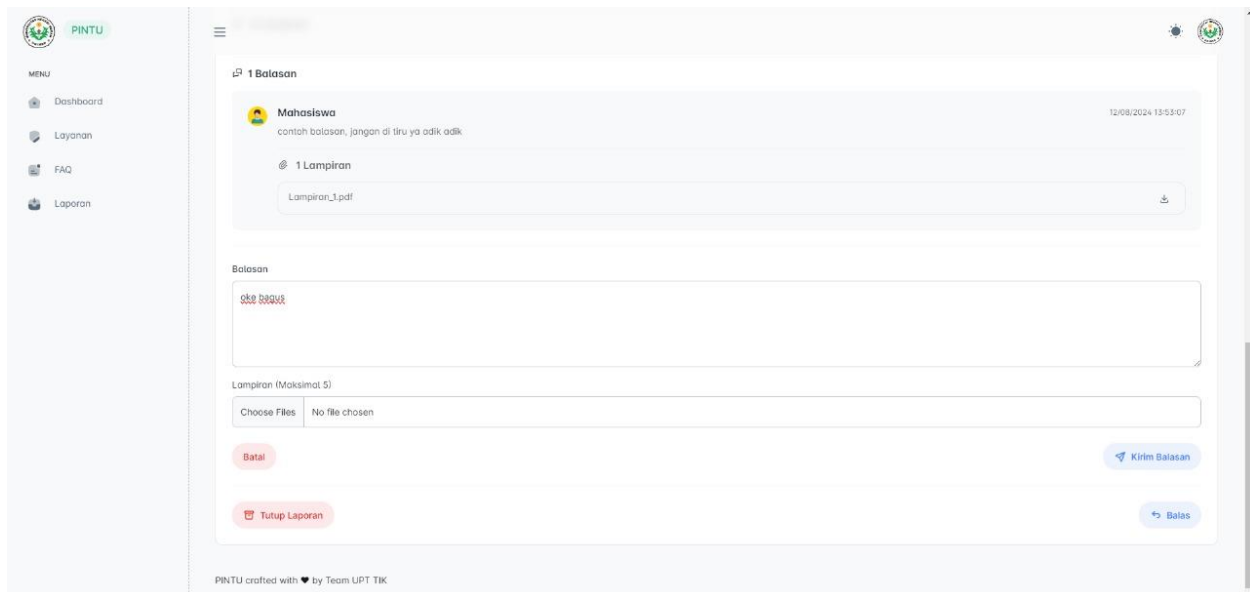 PINTU
MENU
Dashboard
Layanan
FAQ
Laporan
1 Balasan
Mahasiswa
12/08/2024 13:53:07
contoh balasan, jangan di tiru ya adik adik
1 Lampiran
Lampiran_1.pdf
Balasan
oke bagus
Lampiran (Maksimal 5)
Choose Files No file chosen
Batal
Kirim Balasan
Tutup Laporan
Balas
PINTU crafted with ♥ by Team UPT TIK